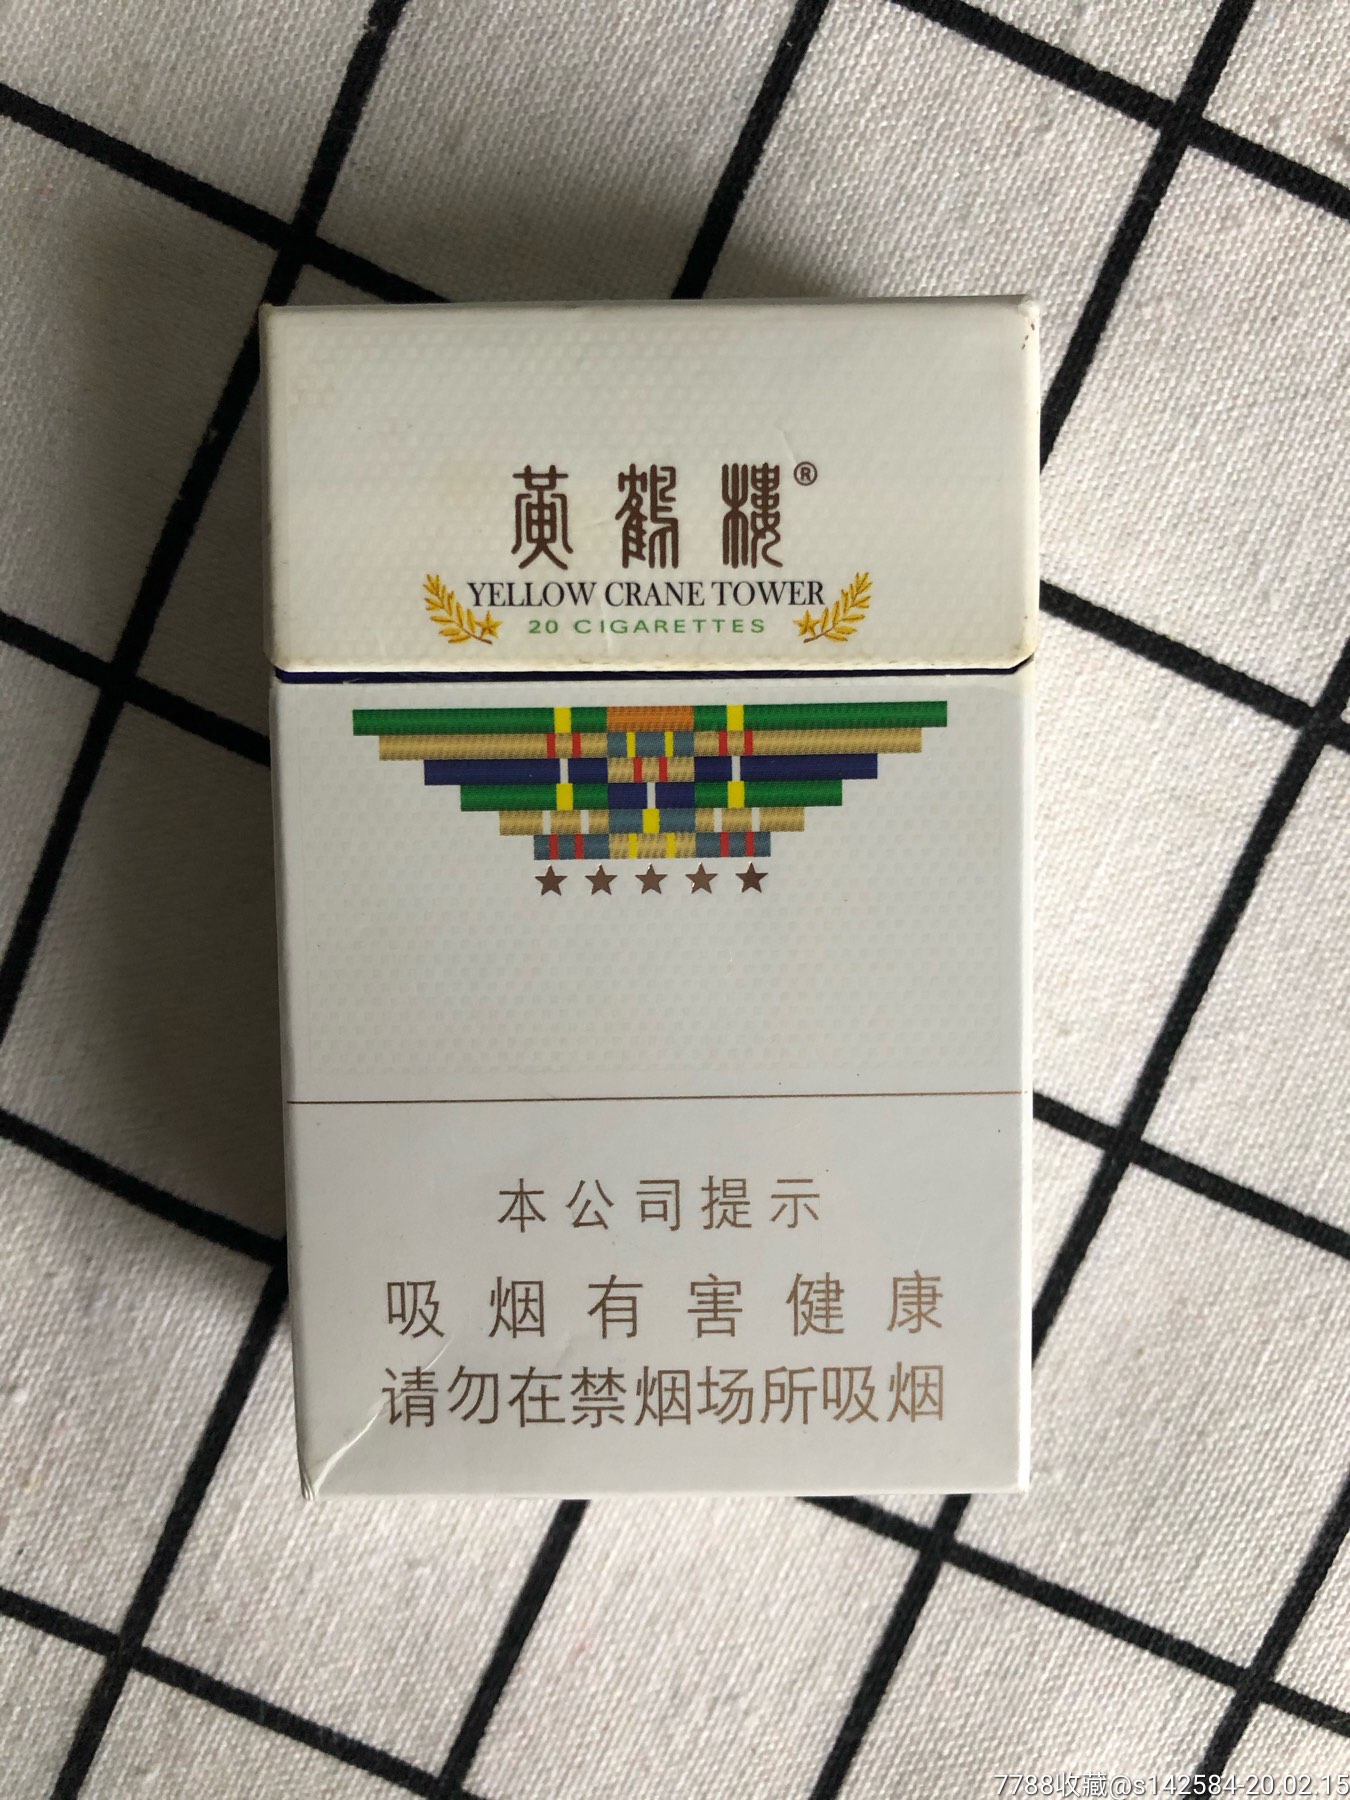 黄鶴樓®
YELLOW CRANE TOWER
20 CIGARETTES
本公司提示
吸烟有害健康
请勿在禁烟场所吸烟
7788收藏@s142584-20.02.15